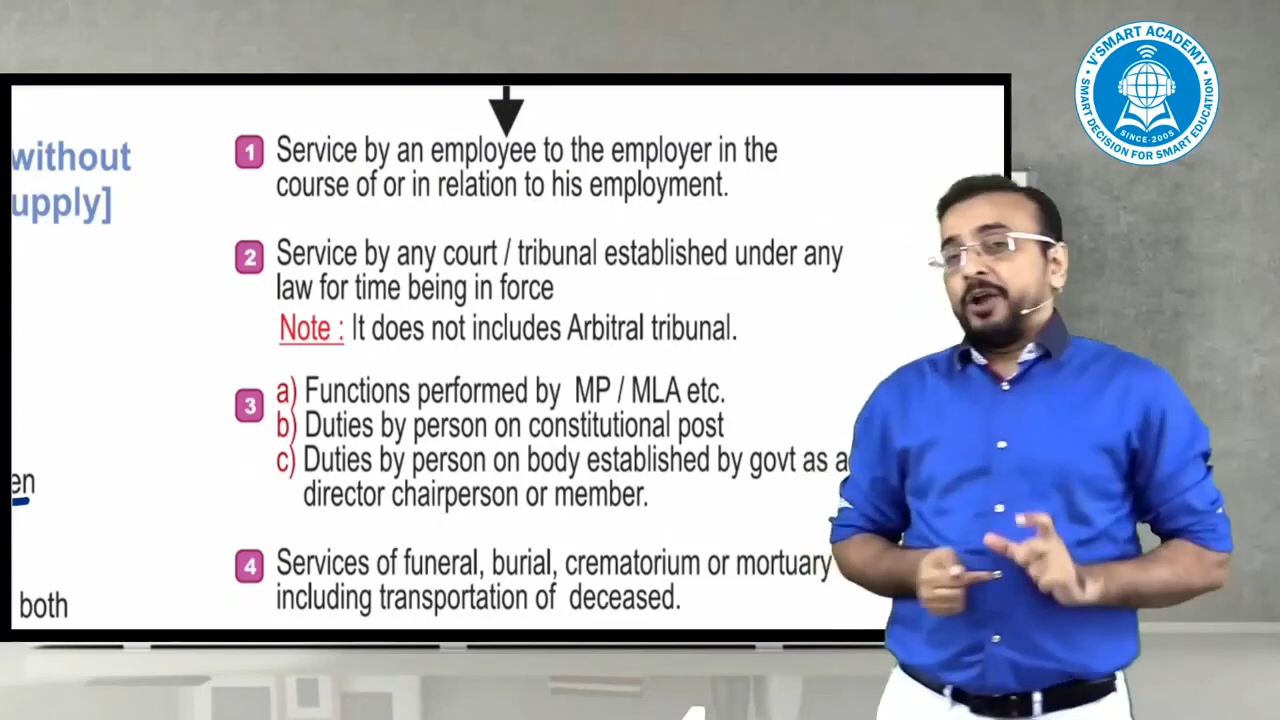 V'SMART ACADEMY
SMART DECISION FOR SMART EDUCATION
SINCE-2005
without
upply]
en
both
1 Service by an employee to the employer in the
course of or in relation to his employment.
2 Service by any court / tribunal established under any
law for time being in force
Note : It does not includes Arbitral tribunal.
3 a) Functions performed by MP / MLA etc.
b) Duties by person on constitutional post
c) Duties by person on body established by govt as a
director chairperson or member.
4 Services of funeral, burial, crematorium or mortuary
including transportation of deceased.